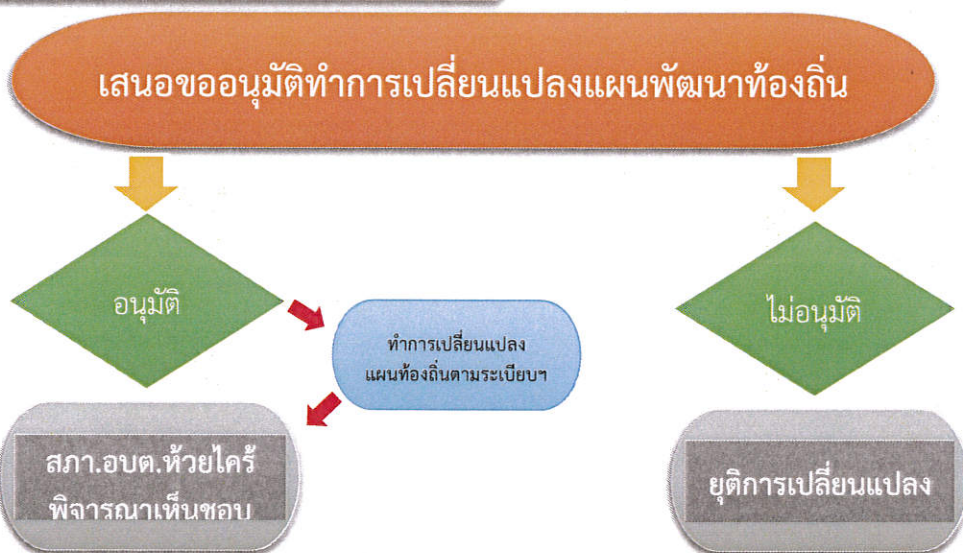 เสนอขออนุมัติทำการเปลี่ยนแปลงแผนพัฒนาท้องถิ่น
อนุมัติ
ไม่อนุมัติ
ทำการเปลี่ยนแปลง
แผนท้องถิ่นตามระเบียบฯ
สภา.อบต.ห้วยไคร้
พิจารณาเห็นชอบ
ยุติการเปลี่ยนแปลง